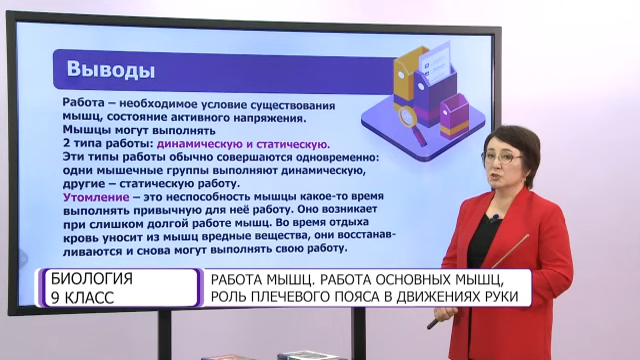 Выводы
Работа – необходимое условие существования
мышц, состояние активного напряжения.
Мышцы могут выполнять
2 типа работы: динамическую и статическую.
Эти типы работы обычно совершаются одновременно:
одни мышечные группы выполняют динамическую,
другие – статическую работу.
Утомление – это неспособность мышцы какое-то время
выполнять привычную для неё работу. Оно возникает
при слишком долгой работе мышц. Во время отдыха
кровь уносит из мышц вредные вещества, они восстанав-
ливаются и снова могут выполнять свою работу.
БИОЛОГИЯ
9 КЛАСС
РАБОТА МЫШЦ. РАБОТА ОСНОВНЫХ МЫШЦ,
РОЛЬ ПЛЕЧЕВОГО ПОЯСА В ДВИЖЕНИЯХ РУКИ